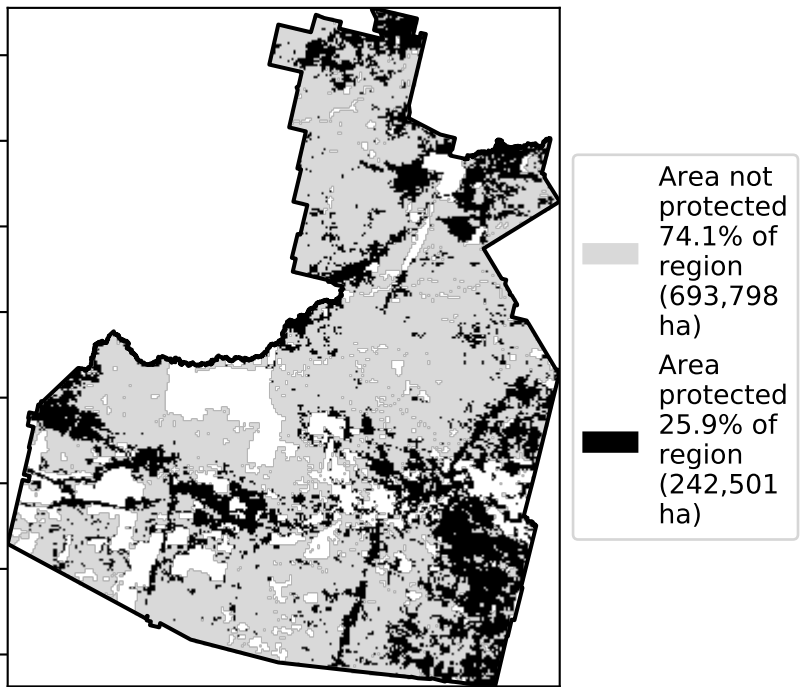 Area not
protected
74.1% of
region
(693,798
ha)
Area
protected
25.9% of
region
(242,501
ha)